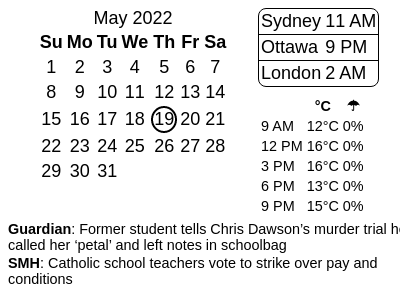 May 2022
Su Mo Tu We Th Fr Sa
1 2 3 4 5 6 7
8 9 10 11 12 13 14
15 16 17 18 19 20 21
22 23 24 25 26 27 28
29 30 31
Sydney 11 AM
Ottawa 9 PM
London 2 AM
°C ☂
9 AM 12°C 0%
12 PM 16°C 0%
3 PM 16°C 0%
6 PM 13°C 0%
9 PM 15°C 0%
Guardian: Former student tells Chris Dawson’s murder trial
called her ‘petal’ and left notes in schoolbag
SMH: Catholic school teachers vote to strike over pay and
conditions